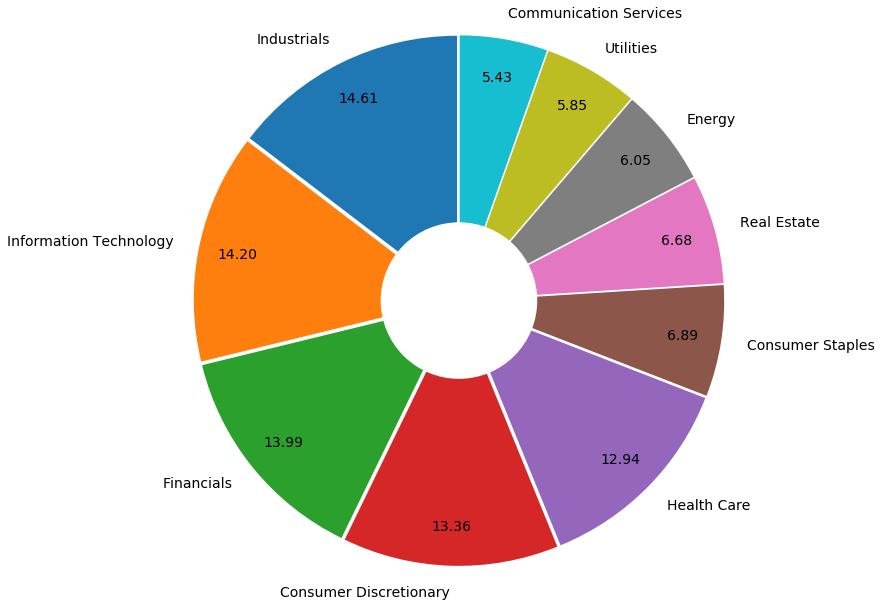 Communication Services
5.43
Utilities
5.85
Energy
6.05
Real Estate
6.68
Consumer Staples
6.89
Health Care
12.94
Consumer Discretionary
13.36
Financials
13.99
Information Technology
14.20
Industrials
14.61